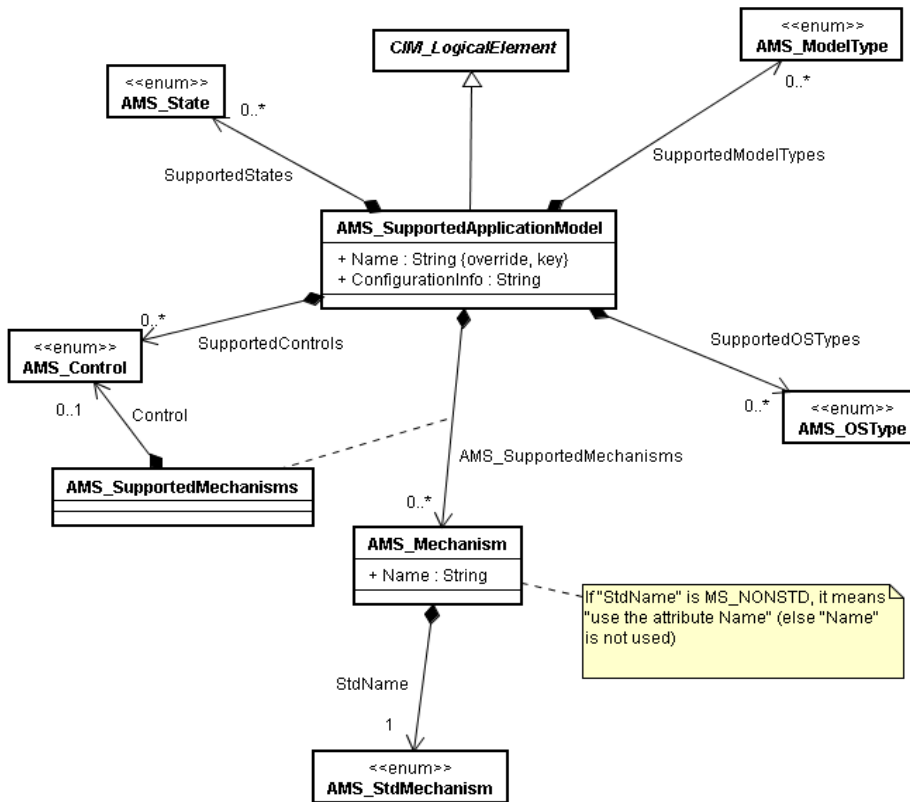 CIM_LogicalElement
<<enum>>
AMS_ModelType
<<enum>>
AMS_State
0..*
0..*
SupportedStates
SupportedModelTypes
AMS_SupportedApplicationModel
+ Name : String {override, key}
+ ConfigurationInfo : String
0..*
SupportedControls
SupportedOSTypes
<<enum>>
AMS_Control
0..1
Control
0..*
<<enum>>
AMS_OSType
AMS_SupportedMechanisms
AMS_SupportedMechanisms
0..*
AMS_Mechanism
+ Name : String
If "StdName" is MS_NONSTD, it means
"use the attribute Name" (else "Name"
is not used)
StdName
1
<<enum>>
AMS_StdMechanism